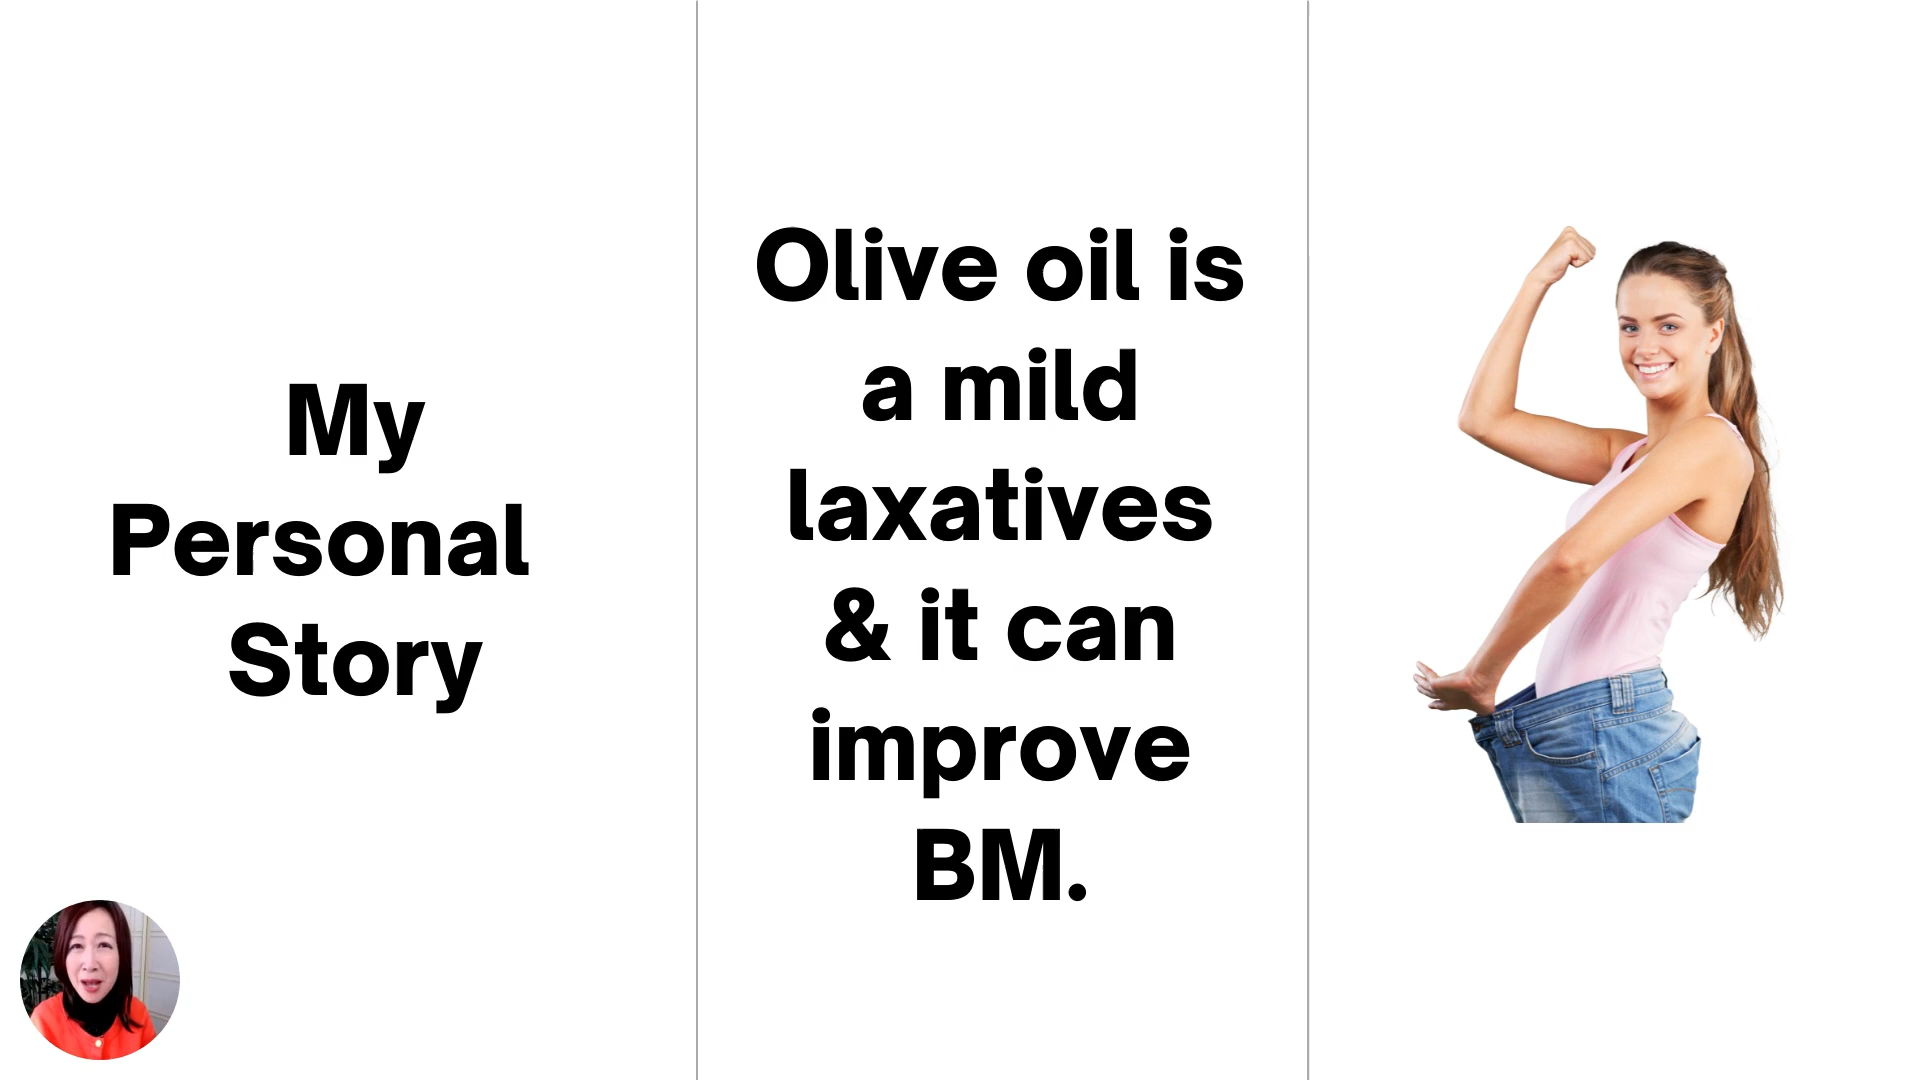 My
Personal
Story
Olive oil is
a mild
laxatives
& it can
improve
BM.